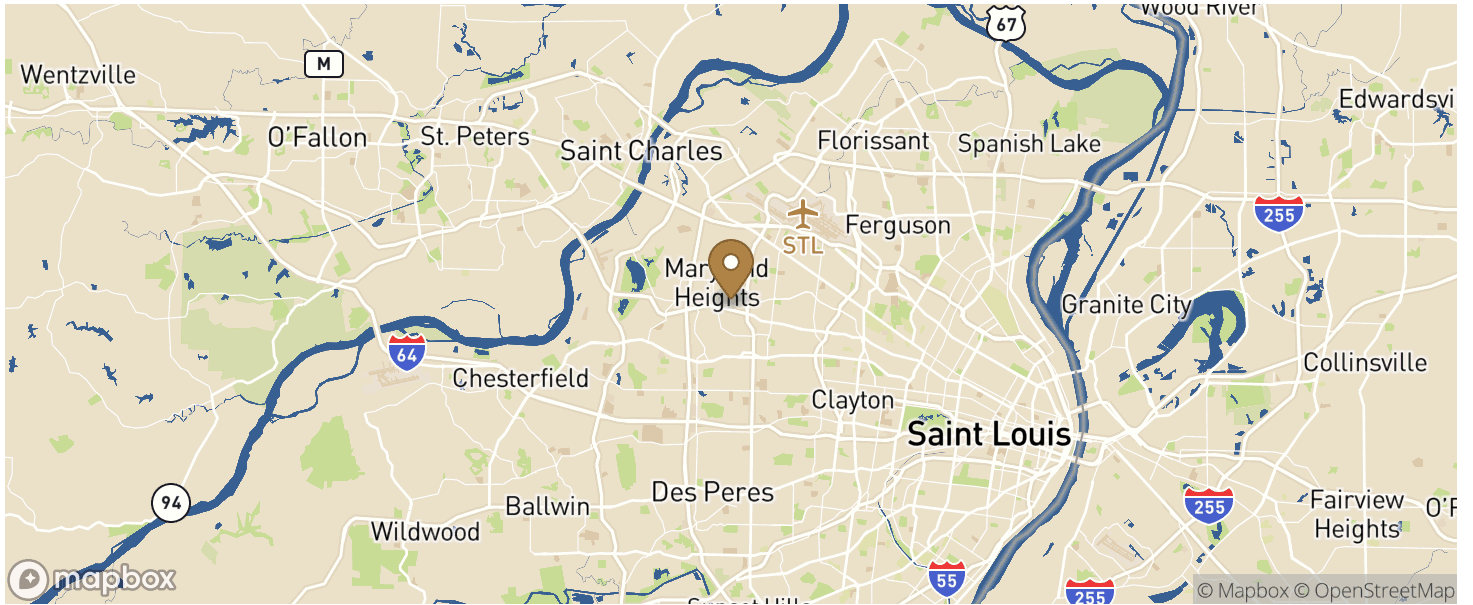 Wood River
67
M
Wentzville
Edwardsvi
O'Fallon
St. Peters
Saint Charles
Florissant
Spanish Lake
255
Ferguson
STL
Heights
Granite City
64
Collinsville
Chesterfield
Clayton
Saint Louis
94
Ballwin
Des Peres
255
Fairview
Heights
O'F
Wildwood
55
255
mapbox
© Mapbox © OpenStreetMap